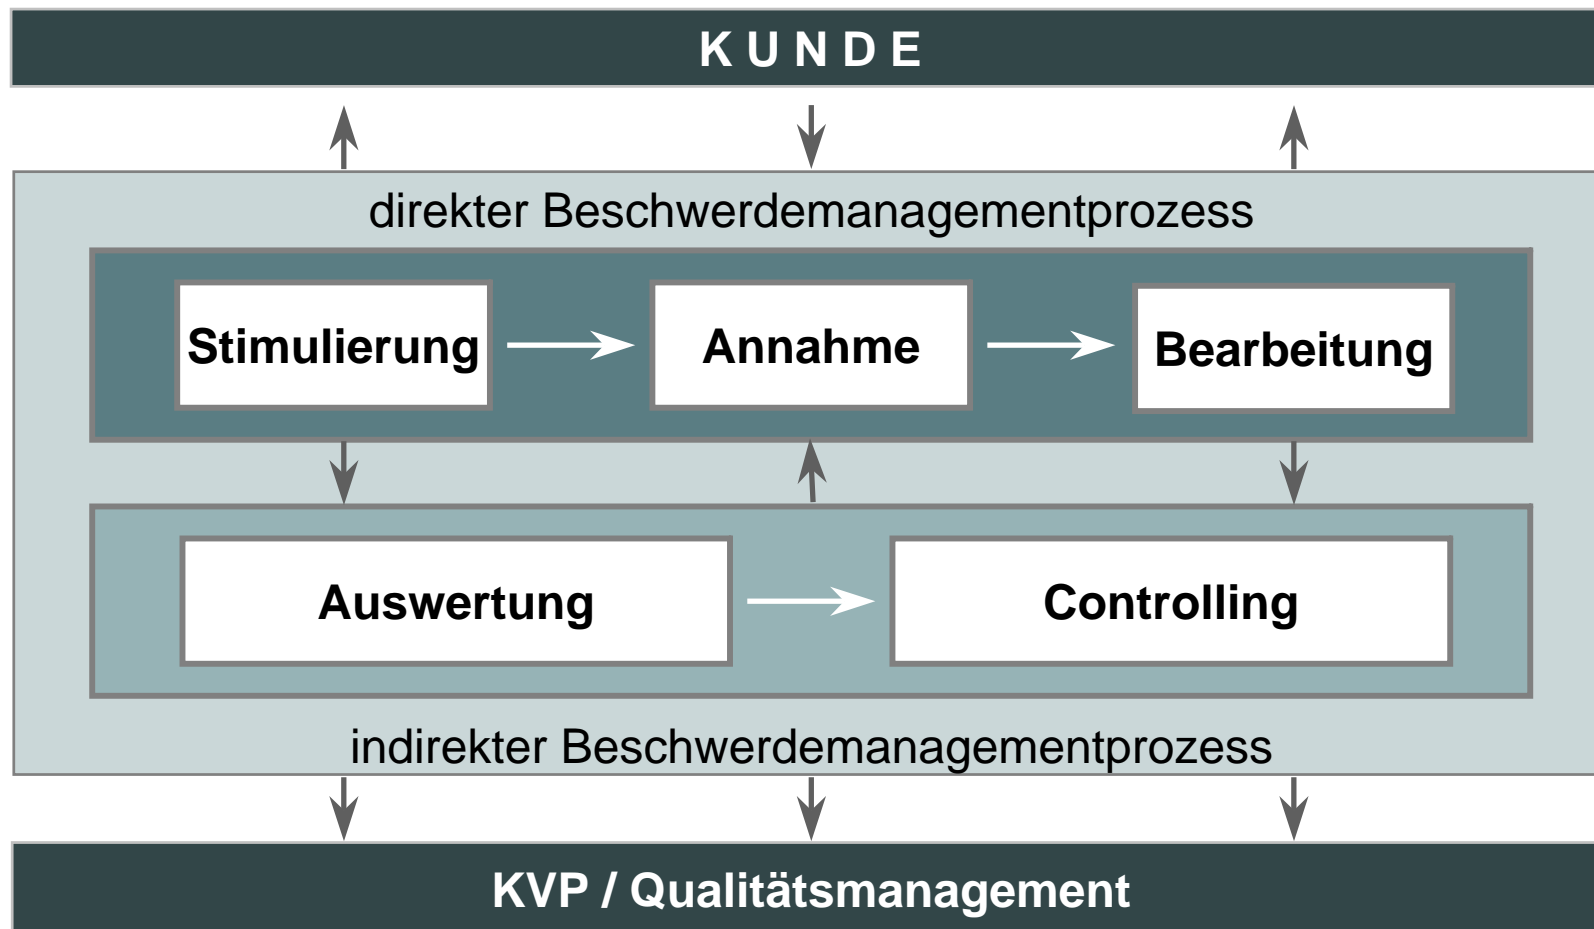 K U N D E
direkter Beschwerdemanagementprozess
Stimulierung
Annahme
Bearbeitung
Auswertung
Controlling
indirekter Beschwerdemanagementprozess
KVP / Qualitätsmanagement